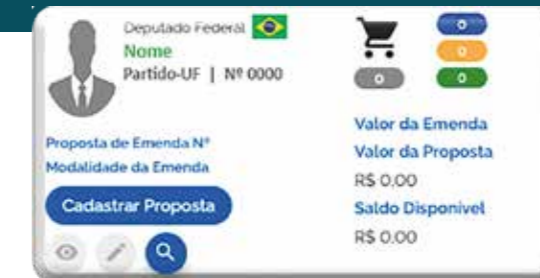 Deputado Federal
Nome
Partido-UF | Nº 0000
0
0
0
0
Proposta de Emenda Nº
Modalidade da Emenda
Cadastrar Proposta
Valor da Emenda
Valor da Proposta
R$ 0,00
Saldo Disponível
R$ 0,00